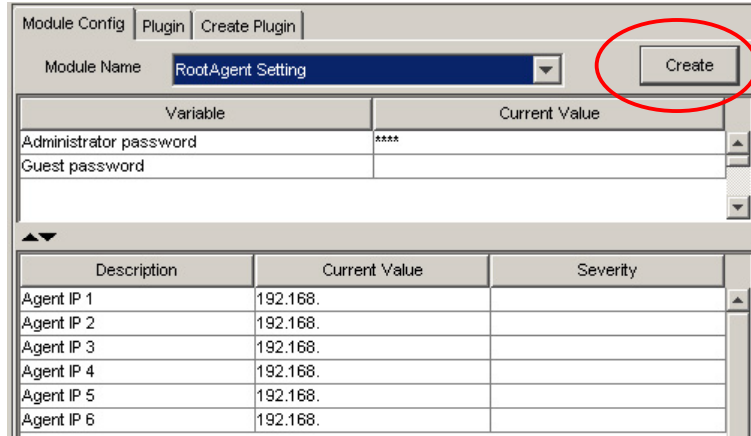 Module Config Plugin Create Plugin
Module Name RootAgent Setting Create
Variable Current Value
Administrator password ****
Guest password
Description Current Value Severity
Agent IP 1 192.168.
Agent IP 2 192.168.
Agent IP 3 192.168.
Agent IP 4 192.168.
Agent IP 5 192.168.
Agent IP 6 192.168.